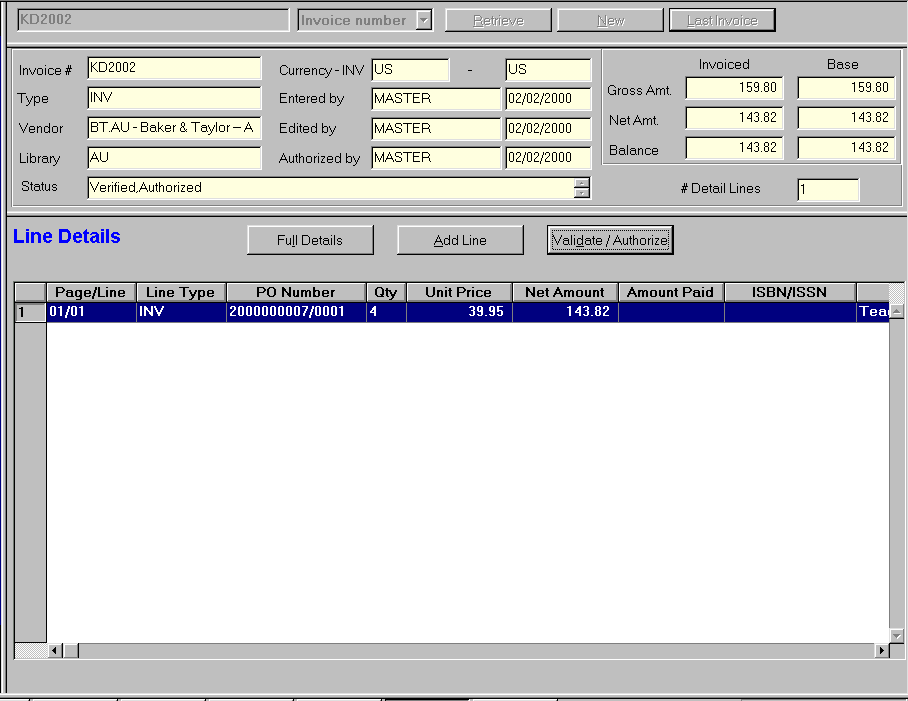 KD2002 Invoice number Retrieve New Last Invoice
Invoiced Base
Invoice # KD2002 Currency - INV US - US
Gross Amt. 159.80 159.80
Type INV Entered by MASTER 02/02/2000
Net Amt. 143.82 143.82
Vendor BT.AU - Baker & Taylor – A Edited by MASTER 02/02/2000
Balance 143.82 143.82
Library AU Authorized by MASTER 02/02/2000
Status Verified,Authorized # Detail Lines 1
Line Details Full Details Add Line Validate / Authorize
Page/Line Line Type PO Number Qty Unit Price Net Amount Amount Paid ISBN/ISSN
1 01/01 INV 2000000007/0001 4 39.95 143.82 Tea